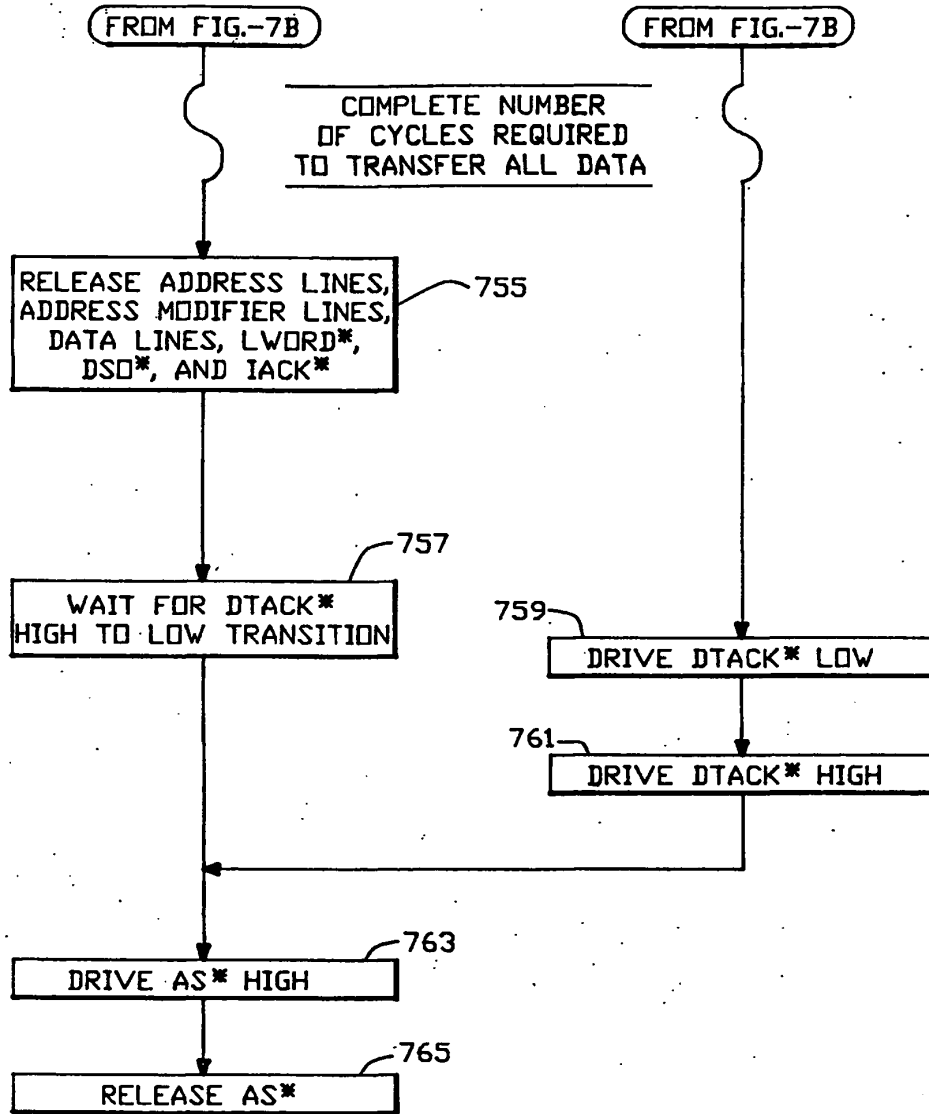 FROM FIG.-7B
FROM FIG.-7B
COMPLETE NUMBER
OF CYCLES REQUIRED
TO TRANSFER ALL DATA
RELEASE ADDRESS LINES,
ADDRESS MODIFIER LINES,
DATA LINES, LWORD*,
DSO*, AND IACK*
755
757
WAIT FOR DTACK*
HIGH TO LOW TRANSITION
759
DRIVE DTACK* LOW
761
DRIVE DTACK* HIGH
763
DRIVE AS* HIGH
765
RELEASE AS*